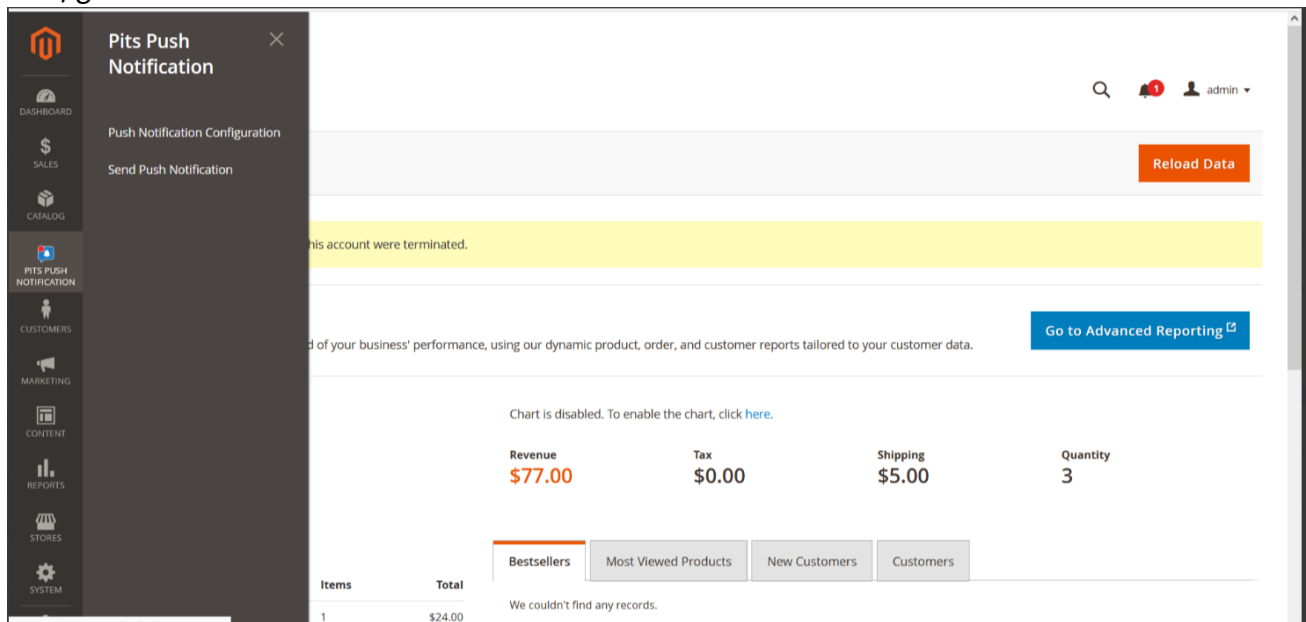 Pits Push
Notification
Push Notification Configuration
Send Push Notification
DASHBOARD
SALES
CATALOG
PITS PUSH
NOTIFICATION
CUSTOMERS
MARKETING
CONTENT
REPORTS
STORES
SYSTEM
1
admin
Reload Data
his account were terminated.
Go to Advanced Reporting
d of your business' performance, using our dynamic product, order, and customer reports tailored to your customer data.
Chart is disabled. To enable the chart, click here.
Revenue Tax Shipping Quantity
$77.00 $0.00 $5.00 3
Bestsellers Most Viewed Products New Customers Customers
Items Total
We couldn't find any records.
1 $24.00